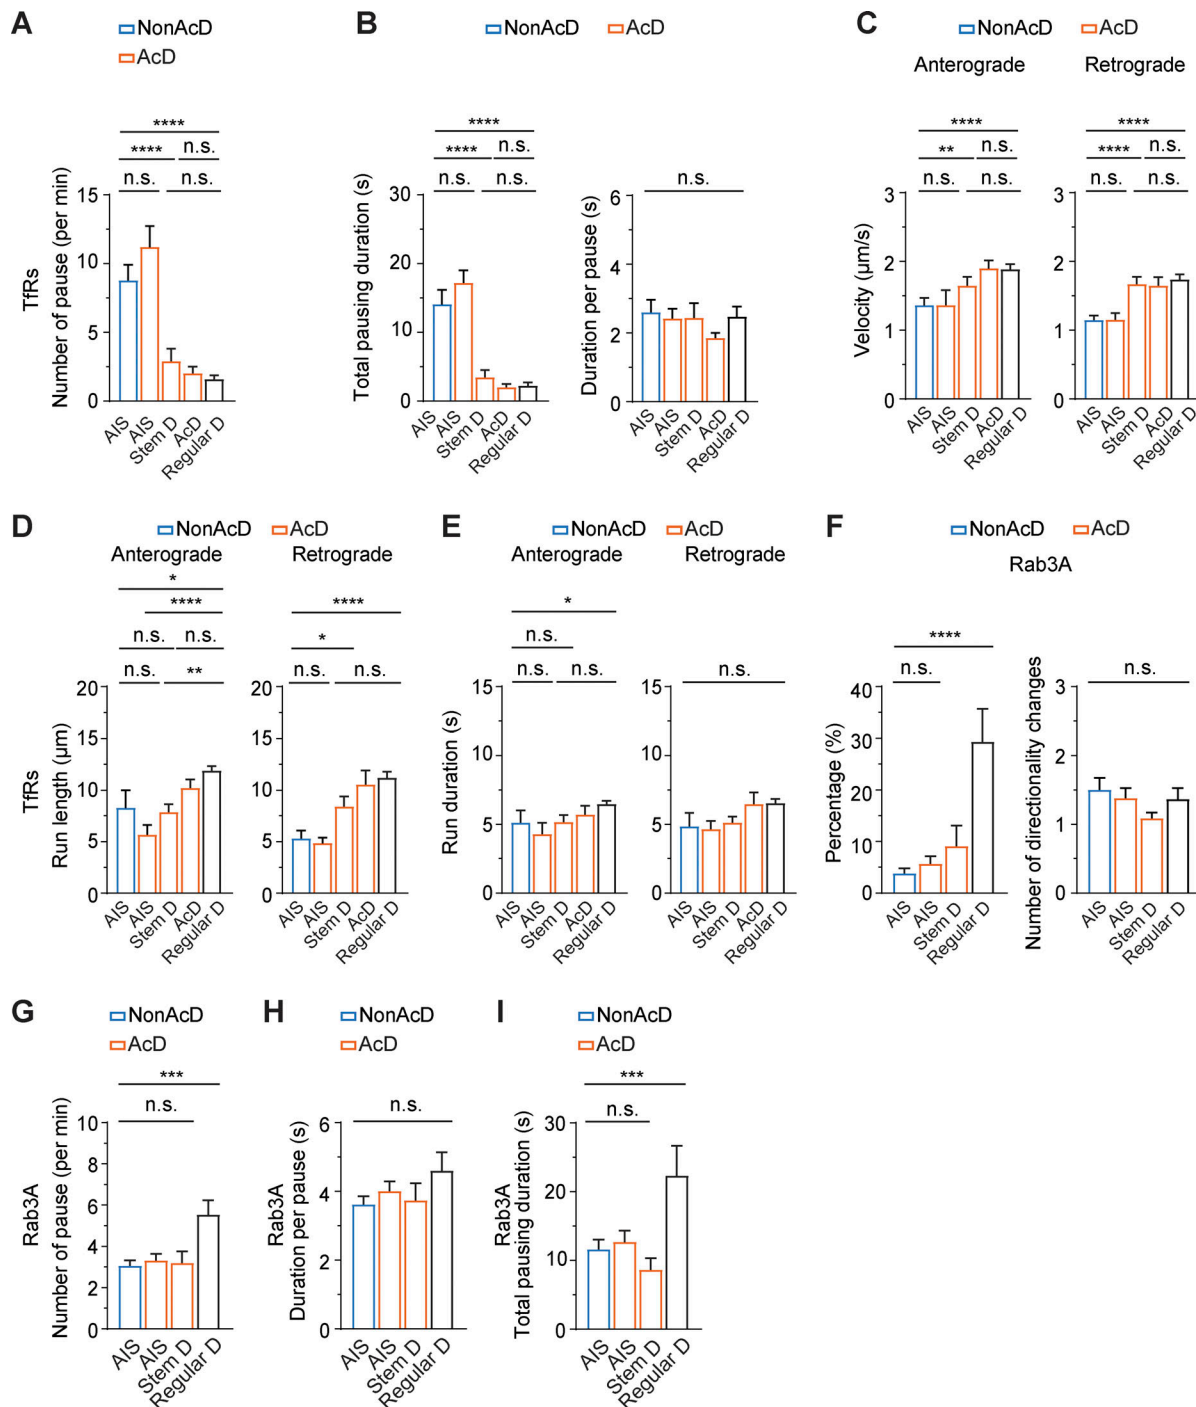 A
NonAcD
AcD
****
**** n.s.
n.s. n.s.
TfRs
Number of pause (per min)
15
10
5
0
AIS
AIS
Stem D
AcD
Regular D
B
NonAcD AcD
****
**** n.s.
n.s. n.s.
Total pausing duration (s)
30
20
10
0
AIS
AIS
Stem D
AcD
Regular D
n.s.
Duration per pause (s)
6
4
2
0
AIS
AIS
Stem D
AcD
Regular D
C
NonAcD AcD
Anterograde Retrograde
****
** n.s.
n.s. n.s.
Velocity (µm/s)
3
2
1
0
AIS
AIS
Stem D
AcD
Regular D
****
**** n.s.
n.s. n.s.
3
2
1
0
AIS
AIS
Stem D
AcD
Regular D
D
NonAcD AcD
Anterograde Retrograde
*
****
n.s. n.s.
n.s. **
TfRs
Run length (µm)
20
15
10
5
0
AIS
AIS
Stem D
AcD
Regular D
****
*
n.s. n.s.
20
15
10
5
0
AIS
AIS
Stem D
AcD
Regular D
E
NonAcD AcD
Anterograde Retrograde
*
n.s.
n.s. n.s.
Run duration (s)
15
10
5
0
AIS
AIS
Stem D
AcD
Regular D
n.s.
15
10
5
0
AIS
AIS
Stem D
AcD
Regular D
F
NonAcD AcD
Rab3A
****
n.s.
Percentage (%)
40
30
20
10
0
AIS
AIS
Stem D
Regular D
n.s.
Number of directionality changes
3
2
1
0
AIS
AIS
Stem D
Regular D
G
NonAcD
AcD
***
n.s.
Rab3A
Number of pause (per min)
10
8
6
4
2
0
AIS
AIS
Stem D
Regular D
H
NonAcD
AcD
n.s.
Rab3A
Duration per pause (s)
6
4
2
0
AIS
AIS
Stem D
Regular D
I
NonAcD
AcD
***
n.s.
Rab3A
Total pausing duration (s)
30
20
10
0
AIS
AIS
Stem D
Regular D